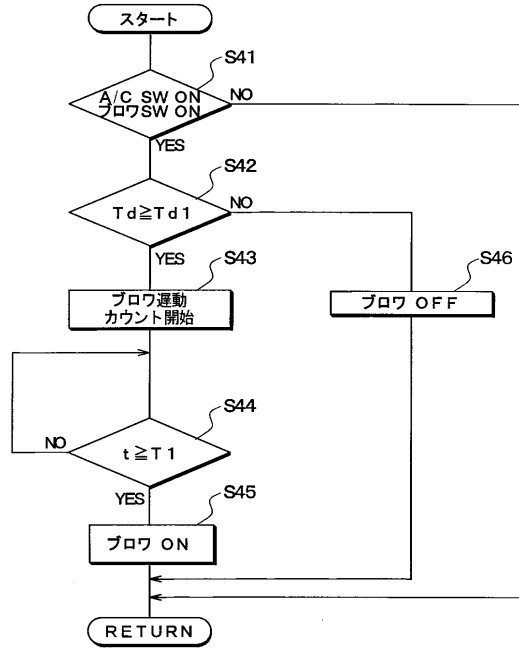 スタート
S41
A/C SW ON
ブロワSW ON
NO
YES
S42
Td≧Td1
NO
YES
S43
ブロワ遅動
カウント開始
S46
ブロワ OFF
S44
t≧T1
NO
YES
S45
ブロワ ON
RETURN